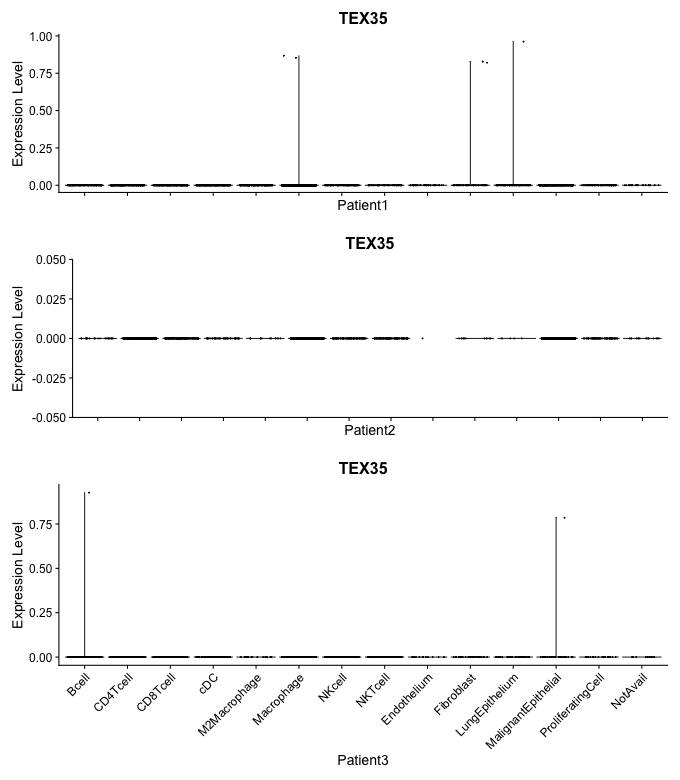 TEX35
Expression Level
1.00
0.75
0.50
0.25
0.00
Patient1
TEX35
Expression Level
0.050
0.025
0.000
-0.025
-0.050
Patient2
TEX35
Expression Level
0.75
0.50
0.25
0.00
Bcell
CD4Tcell
CD8Tcell
cDC
M2Macrophage
Macrophage
NKcell
NKTcell
Endothelium
Fibroblast
LungEpithelium
MalignantEpithelial
ProliferatingCell
NotAvail
Patient3